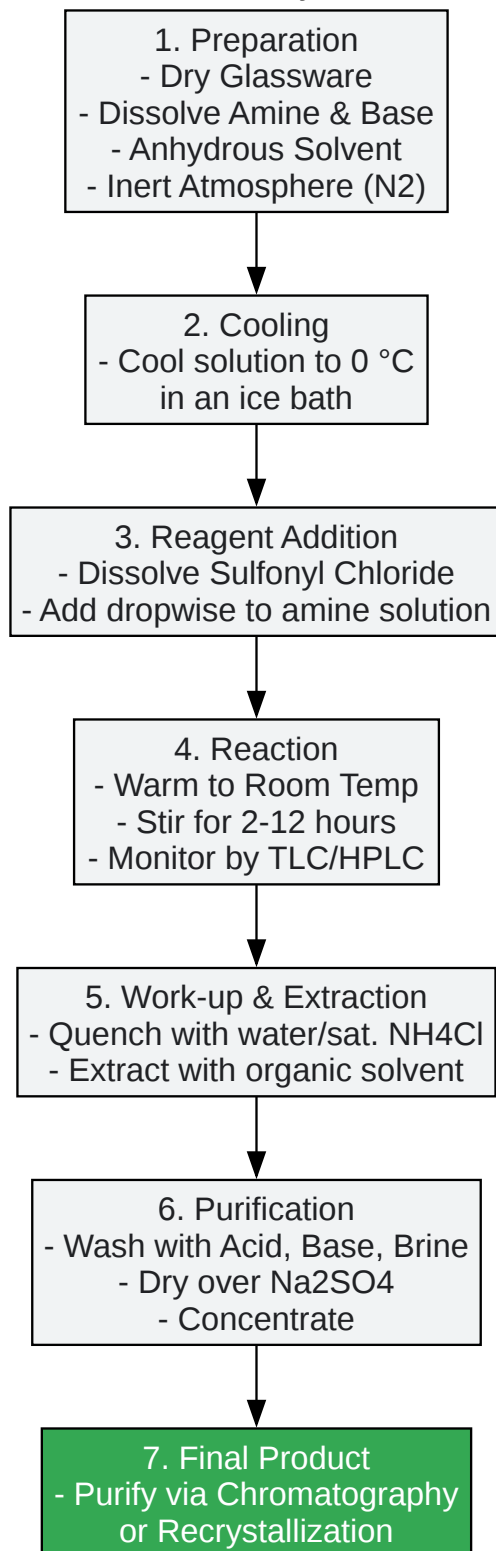 1. Preparation
- Dry Glassware
- Dissolve Amine & Base
- Anhydrous Solvent
- Inert Atmosphere (N2)
2. Cooling
- Cool solution to 0 °C
in an ice bath
3. Reagent Addition
- Dissolve Sulfonyl Chloride
- Add dropwise to amine solution
4. Reaction
- Warm to Room Temp
- Stir for 2-12 hours
- Monitor by TLC/HPLC
5. Work-up & Extraction
- Quench with water/sat. NH4Cl
- Extract with organic solvent
6. Purification
- Wash with Acid, Base, Brine
- Dry over Na2SO4
- Concentrate
7. Final Product
- Purify via Chromatography
or Recrystallization